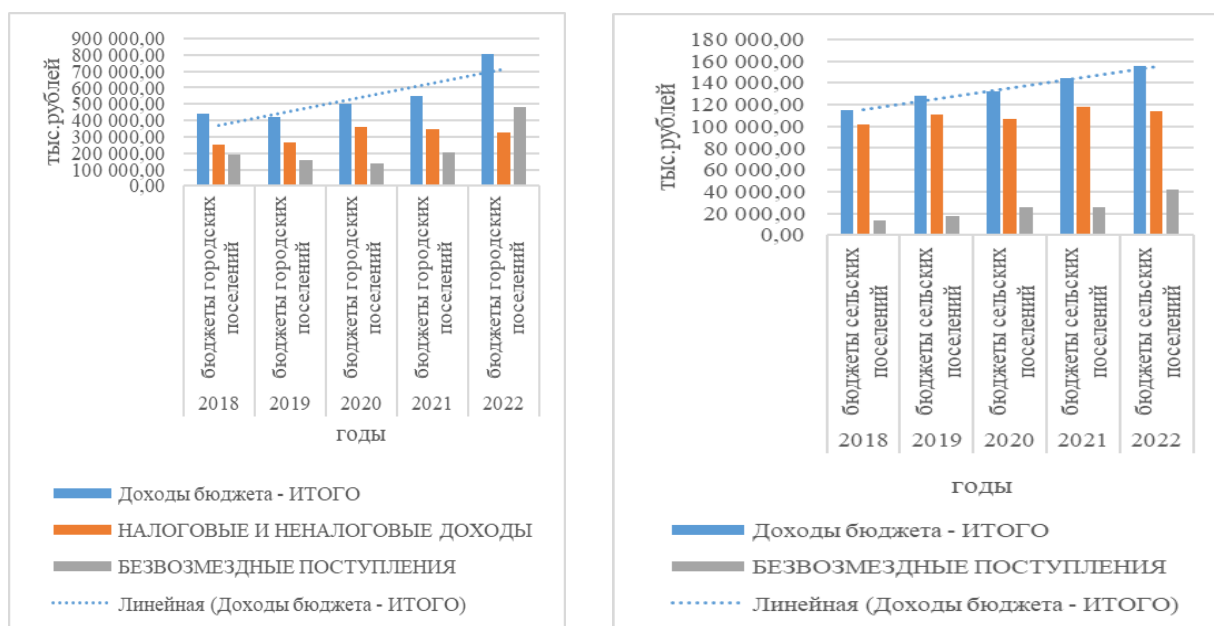 900 000,00
800 000,00
700 000,00
600 000,00
500 000,00
400 000,00
300 000,00
200 000,00
100 000,00
0,00
тыс.рублей
бюджеты городских
поселений
бюджеты городских
поселений
бюджеты городских
поселений
бюджеты городских
поселений
бюджеты городских
поселений
2018 2019 2020 2021 2022
годы
Доходы бюджета - ИТОГО
НАЛОГОВЫЕ И НЕНАЛОГОВЫЕ ДОХОДЫ
БЕЗВОЗМЕЗДНЫЕ ПОСТУПЛЕНИЯ
Линейная (Доходы бюджета - ИТОГО)
180 000,00
160 000,00
140 000,00
120 000,00
100 000,00
80 000,00
60 000,00
40 000,00
20 000,00
0,00
тыс.рублей
бюджеты сельских
поселений
бюджеты сельских
поселений
бюджеты сельских
поселений
бюджеты сельских
поселений
бюджеты сельских
поселений
2018 2019 2020 2021 2022
годы
Доходы бюджета - ИТОГО
БЕЗВОЗМЕЗДНЫЕ ПОСТУПЛЕНИЯ
Линейная (Доходы бюджета - ИТОГО)